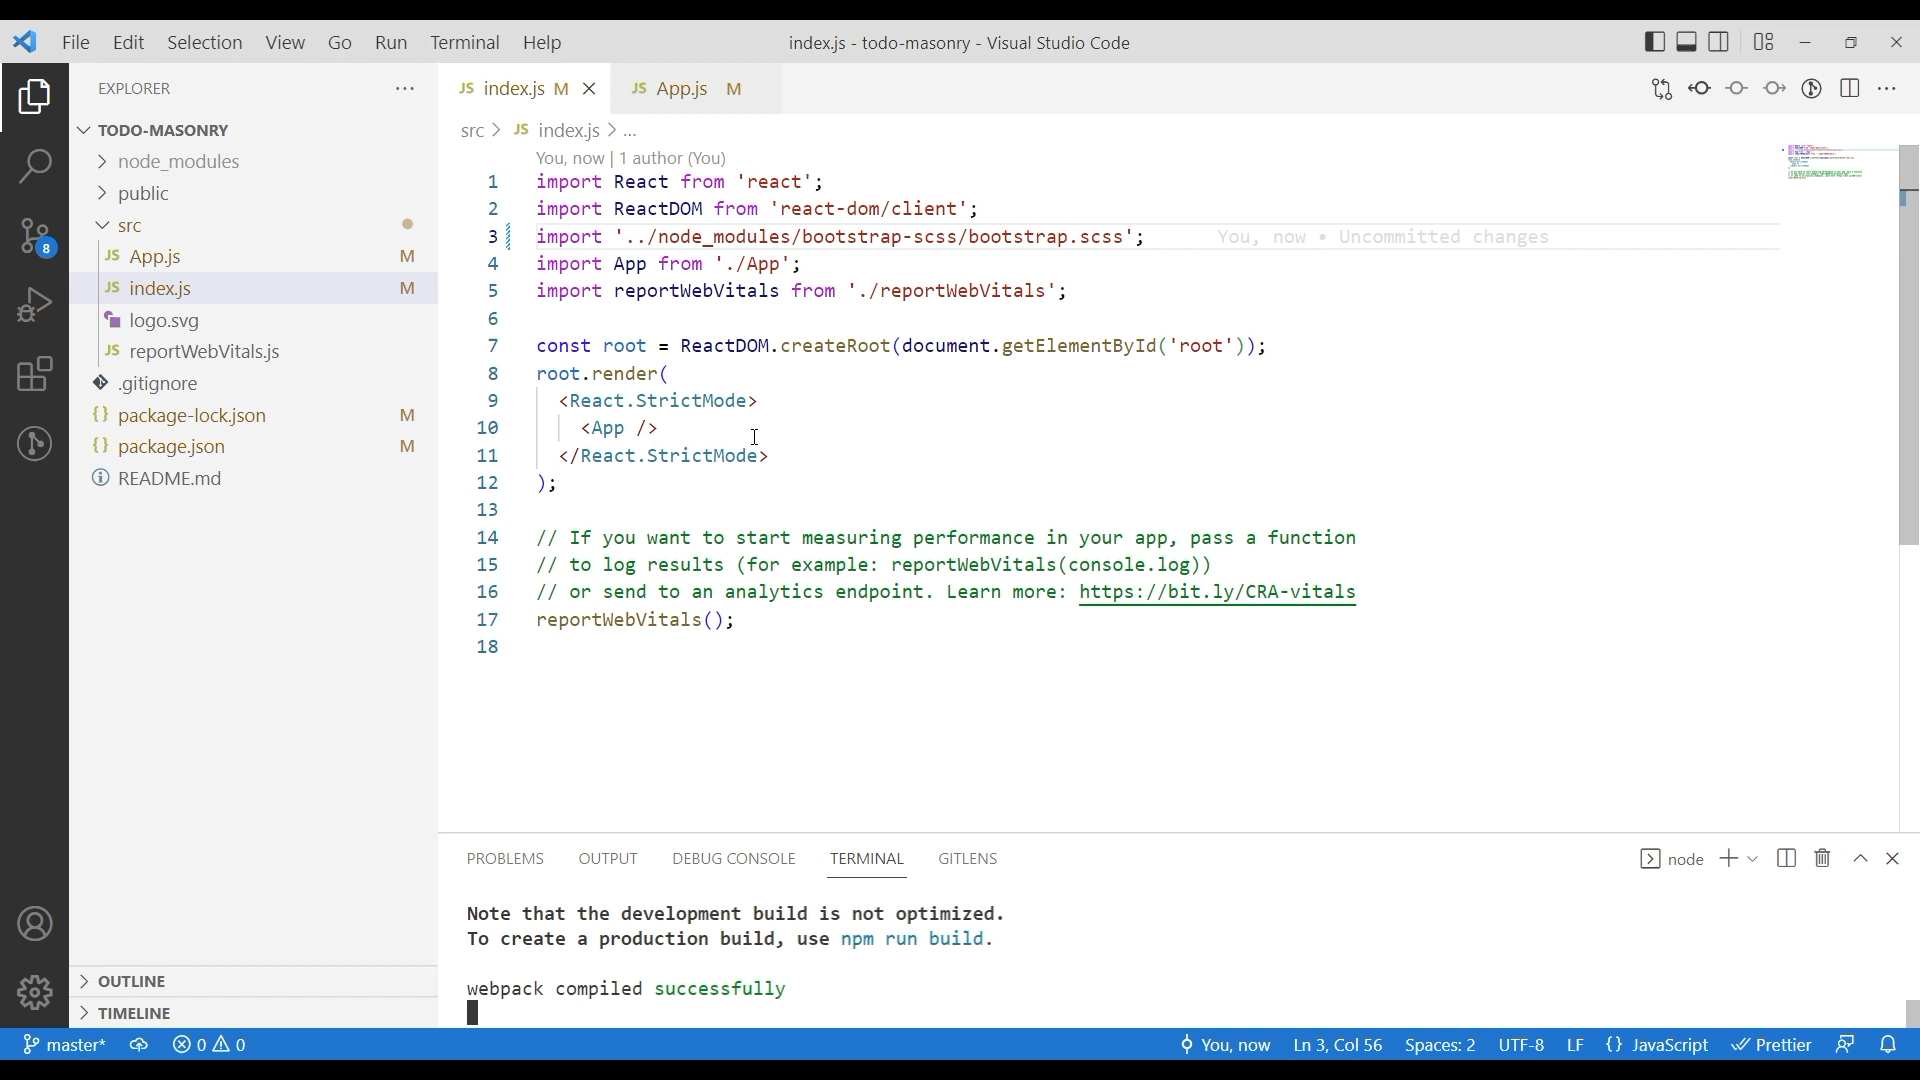 File Edit Selection View Go Run Terminal Help
index.js - todo-masonry - Visual Studio Code
EXPLORER
TODO-MASONRY
node_modules
public
src
JS App.js M
JS index.js M
logo.svg
JS reportWebVitals.js
.gitignore
{} package-lock.json M
{} package.json M
README.md
OUTLINE
TIMELINE
8
JS index.js M
JS App.js M
src > JS index.js > ...
You, now | 1 author (You)
1 import React from 'react';
2 import ReactDOM from 'react-dom/client';
3 import '../node_modules/bootstrap-scss/bootstrap.scss'; You, now • Uncommitted changes
4 import App from './App';
5 import reportWebVitals from './reportWebVitals';
6
7 const root = ReactDOM.createRoot(document.getElementById('root'));
8 root.render(
9 <React.StrictMode>
10 <App />
11 </React.StrictMode>
12 );
13
14 // If you want to start measuring performance in your app, pass a function
15 // to log results (for example: reportWebVitals(console.log))
16 // or send to an analytics endpoint. Learn more: https://bit.ly/CRA-vitals
17 reportWebVitals();
18
PROBLEMS OUTPUT DEBUG CONSOLE TERMINAL GITLENS
node
Note that the development build is not optimized.
To create a production build, use npm run build.
webpack compiled successfully
master* 0 0 You, now Ln 3, Col 56 Spaces: 2 UTF-8 LF {} JavaScript Prettier